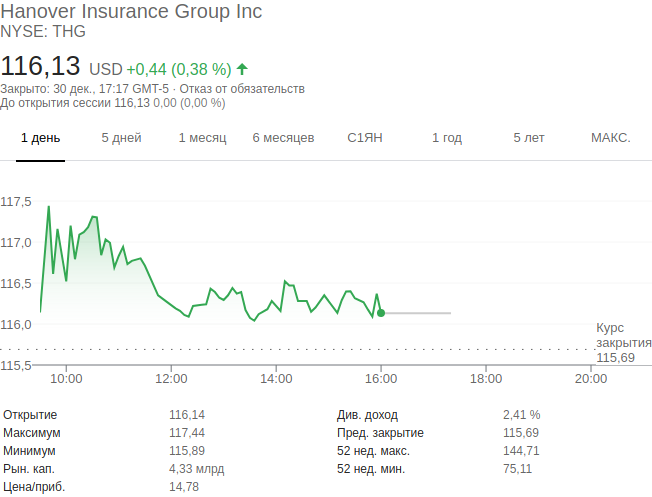 Hanover Insurance Group Inc
NYSE: THG
116,13 USD +0,44 (0,38 %)
Закрыто: 30 дек., 17:17 GMT-5 · Отказ от обязательств
До открытия сессии 116,13 0,00 (0,00 %)
1 день 5 дней 1 месяц 6 месяцев С1ЯН 1 год 5 лет МАКС.
117,5
117,0
116,5
116,0
Курс
закрытия
115,69
115,5
10:00 12:00 14:00 16:00 18:00 20:00
Открытие 116,14 Див. доход 2,41 %
Максимум 117,44 Пред. закрытие 115,69
Минимум 115,89 52 нед. макс. 144,71
Рын. кап. 4,33 млрд 52 нед. мин. 75,11
Цена/приб. 14,78